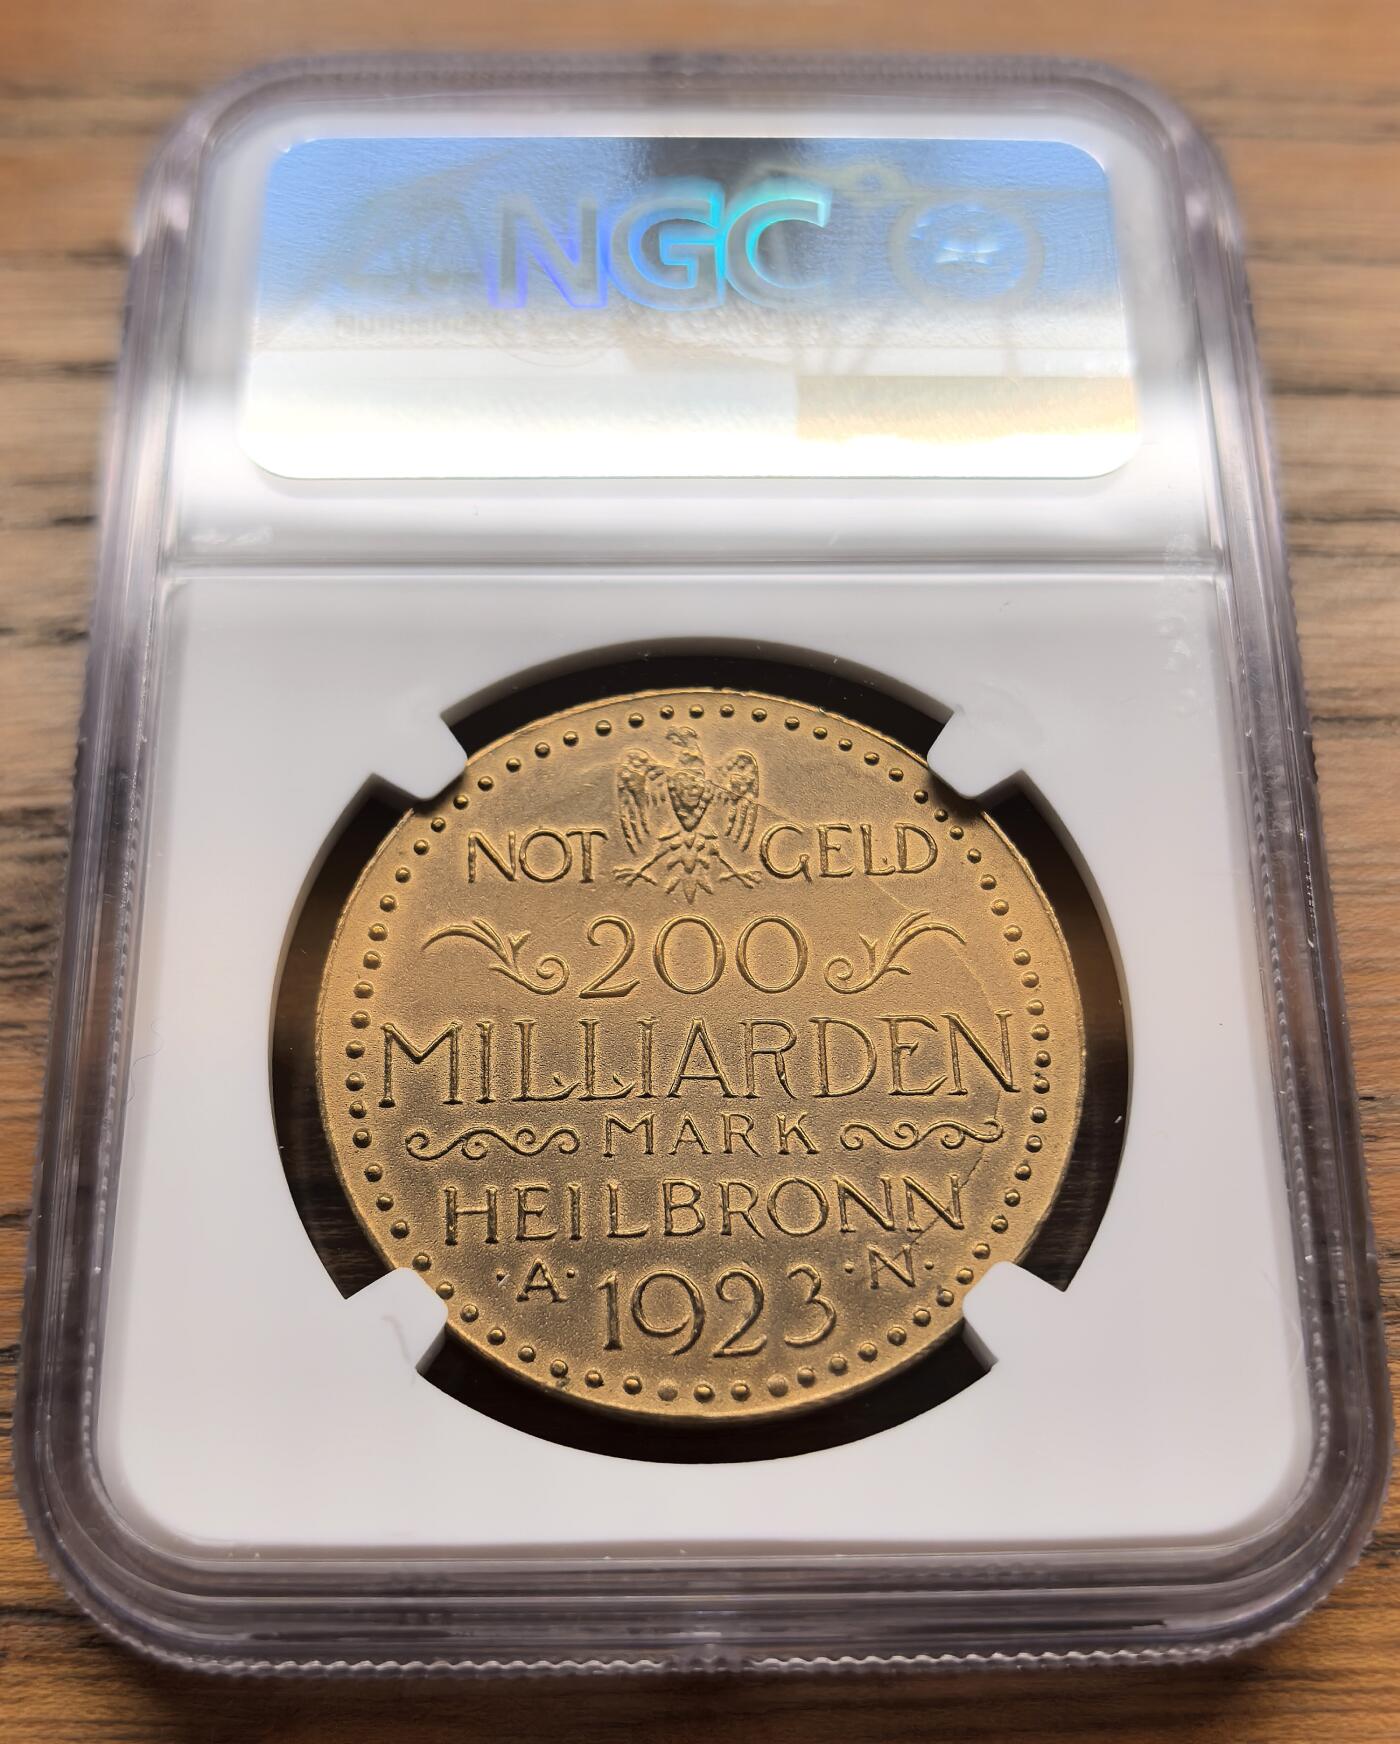 NGC
NOT GELD
200
MILLIARDEN
MARK
HEILBRONN
·A· 1923 ·N·